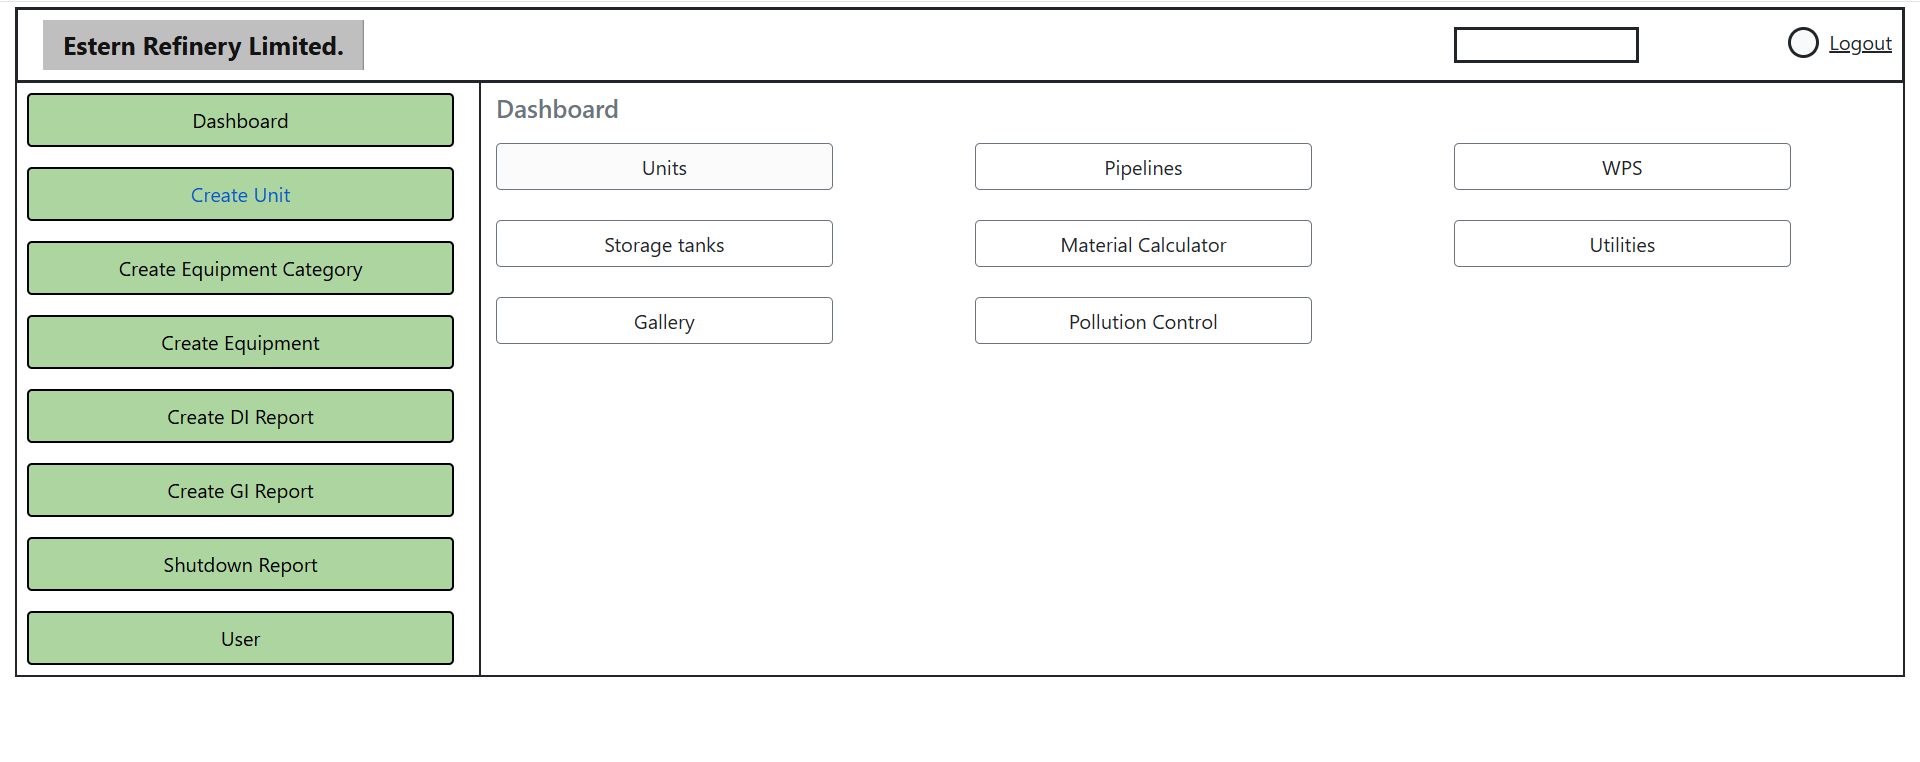 Estern Refinery Limited.
Logout
Dashboard
Create Unit
Create Equipment Category
Create Equipment
Create DI Report
Create GI Report
Shutdown Report
User
Dashboard
Units
Pipelines
WPS
Storage tanks
Material Calculator
Utilities
Gallery
Pollution Control